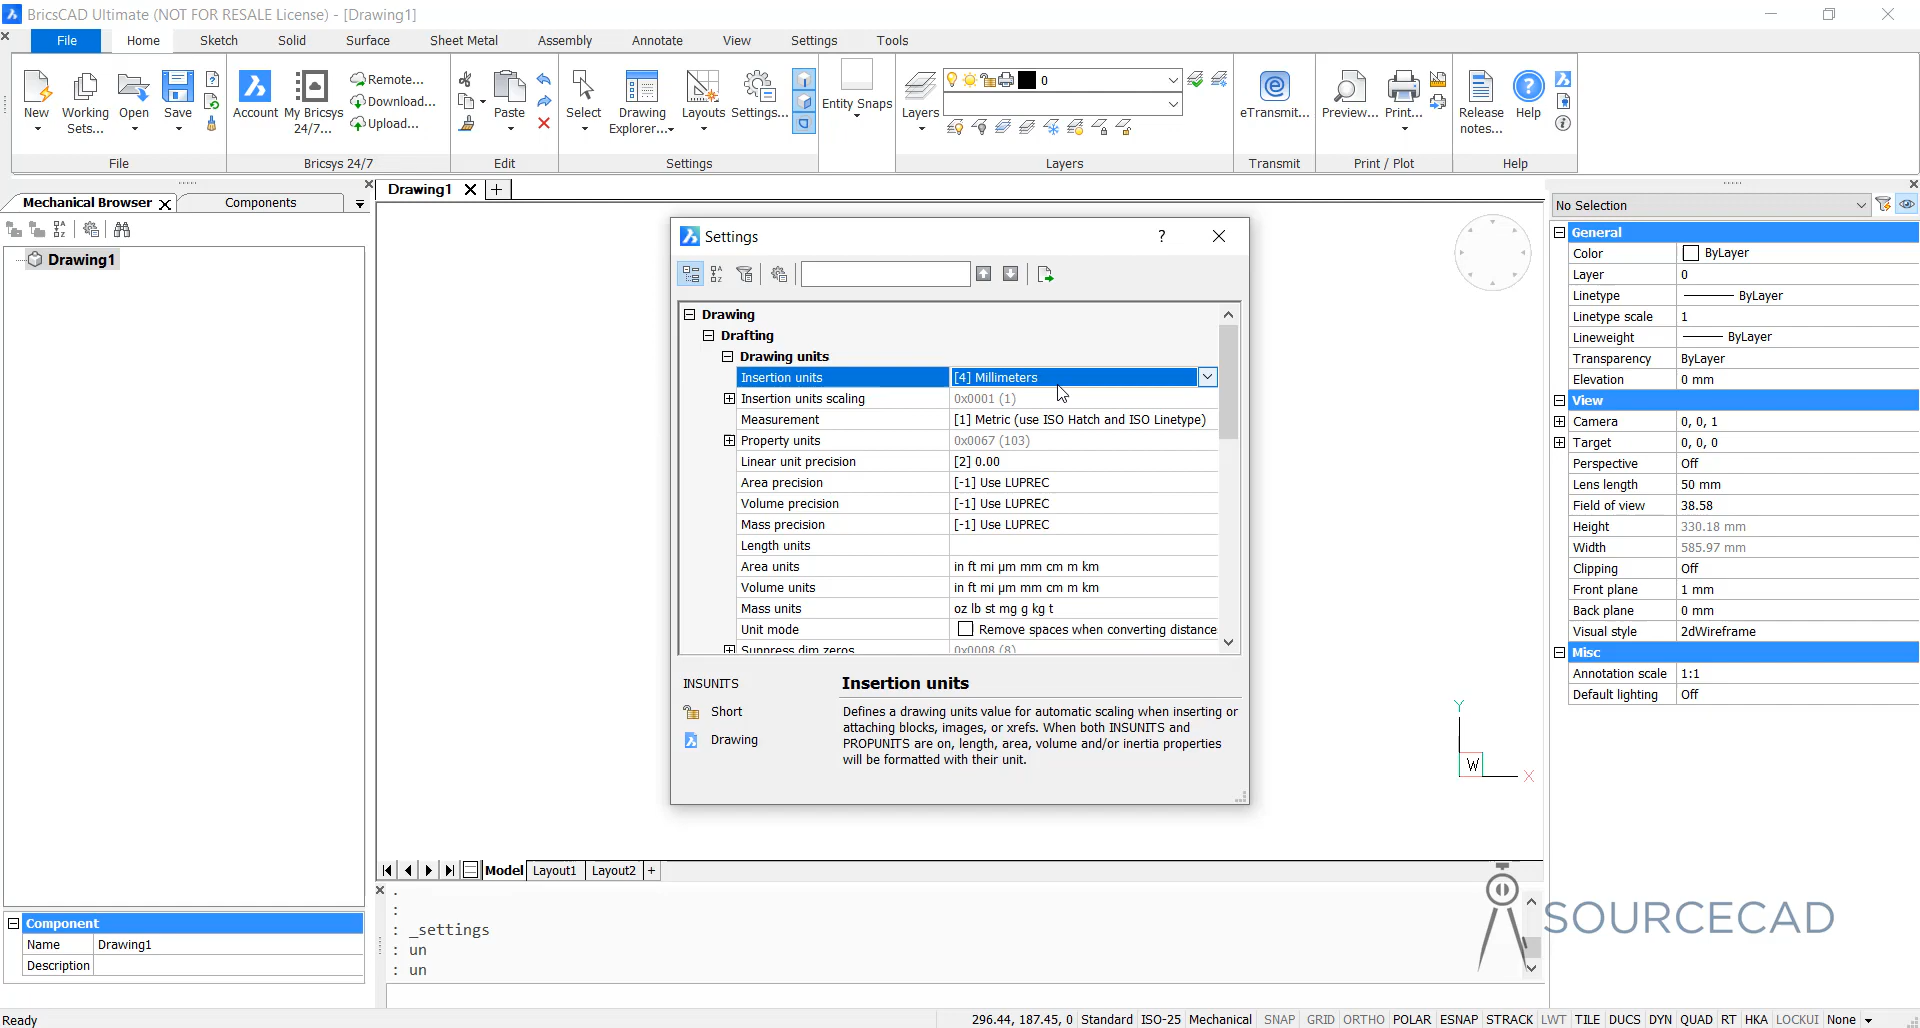 BricsCAD Ultimate (NOT FOR RESALE License) - [Drawing1]
File Home Sketch Solid Surface Sheet Metal Assembly Annotate View Settings Tools
New Working Sets... Open Save
Account My Bricsys 24/7... Remote... Download... Upload...
Paste
Select Drawing Explorer... Layouts Settings...
Entity Snaps
Layers 0
eTransmit...
Preview... Print...
Release notes... Help
File Bricsys 24/7 Edit Settings Layers Transmit Print / Plot Help
Mechanical Browser Components
Drawing1
Drawing1
Component
Name Drawing1
Description
Settings
?
Drawing
Drafting
Drawing units
Insertion units [4] Millimeters
Insertion units scaling 0x0001 (1)
Measurement [1] Metric (use ISO Hatch and ISO Linetype)
Property units 0x0067 (103)
Linear unit precision [2] 0.00
Area precision [-1] Use LUPREC
Volume precision [-1] Use LUPREC
Mass precision [-1] Use LUPREC
Length units
Area units in ft mi µm mm cm m km
Volume units in ft mi µm mm cm m km
Mass units oz lb st mg g kg t
Unit mode Remove spaces when converting distance
Suppress dim zeros 0x0008 (8)
INSUNITS
Short
Drawing
Insertion units
Defines a drawing units value for automatic scaling when inserting or
attaching blocks, images, or xrefs. When both INSUNITS and
PROPUNITS are on, length, area, volume and/or inertia properties
will be formatted with their unit.
Y
W X
No Selection
General
Color ByLayer
Layer 0
Linetype ByLayer
Linetype scale 1
Lineweight ByLayer
Transparency ByLayer
Elevation 0 mm
View
Camera 0, 0, 1
Target 0, 0, 0
Perspective Off
Lens length 50 mm
Field of view 38.58
Height 330.18 mm
Width 585.97 mm
Clipping Off
Front plane 1 mm
Back plane 0 mm
Visual style 2dWireframe
Misc
Annotation scale 1:1
Default lighting Off
Model Layout1 Layout2 +
:
:
: _settings
: un
: un
SOURCECAD
Ready
296.44, 187.45, 0 Standard ISO-25 Mechanical SNAP GRID ORTHO POLAR ESNAP STRACK LWT TILE DUCS DYN QUAD RT HKA LOCKUI None